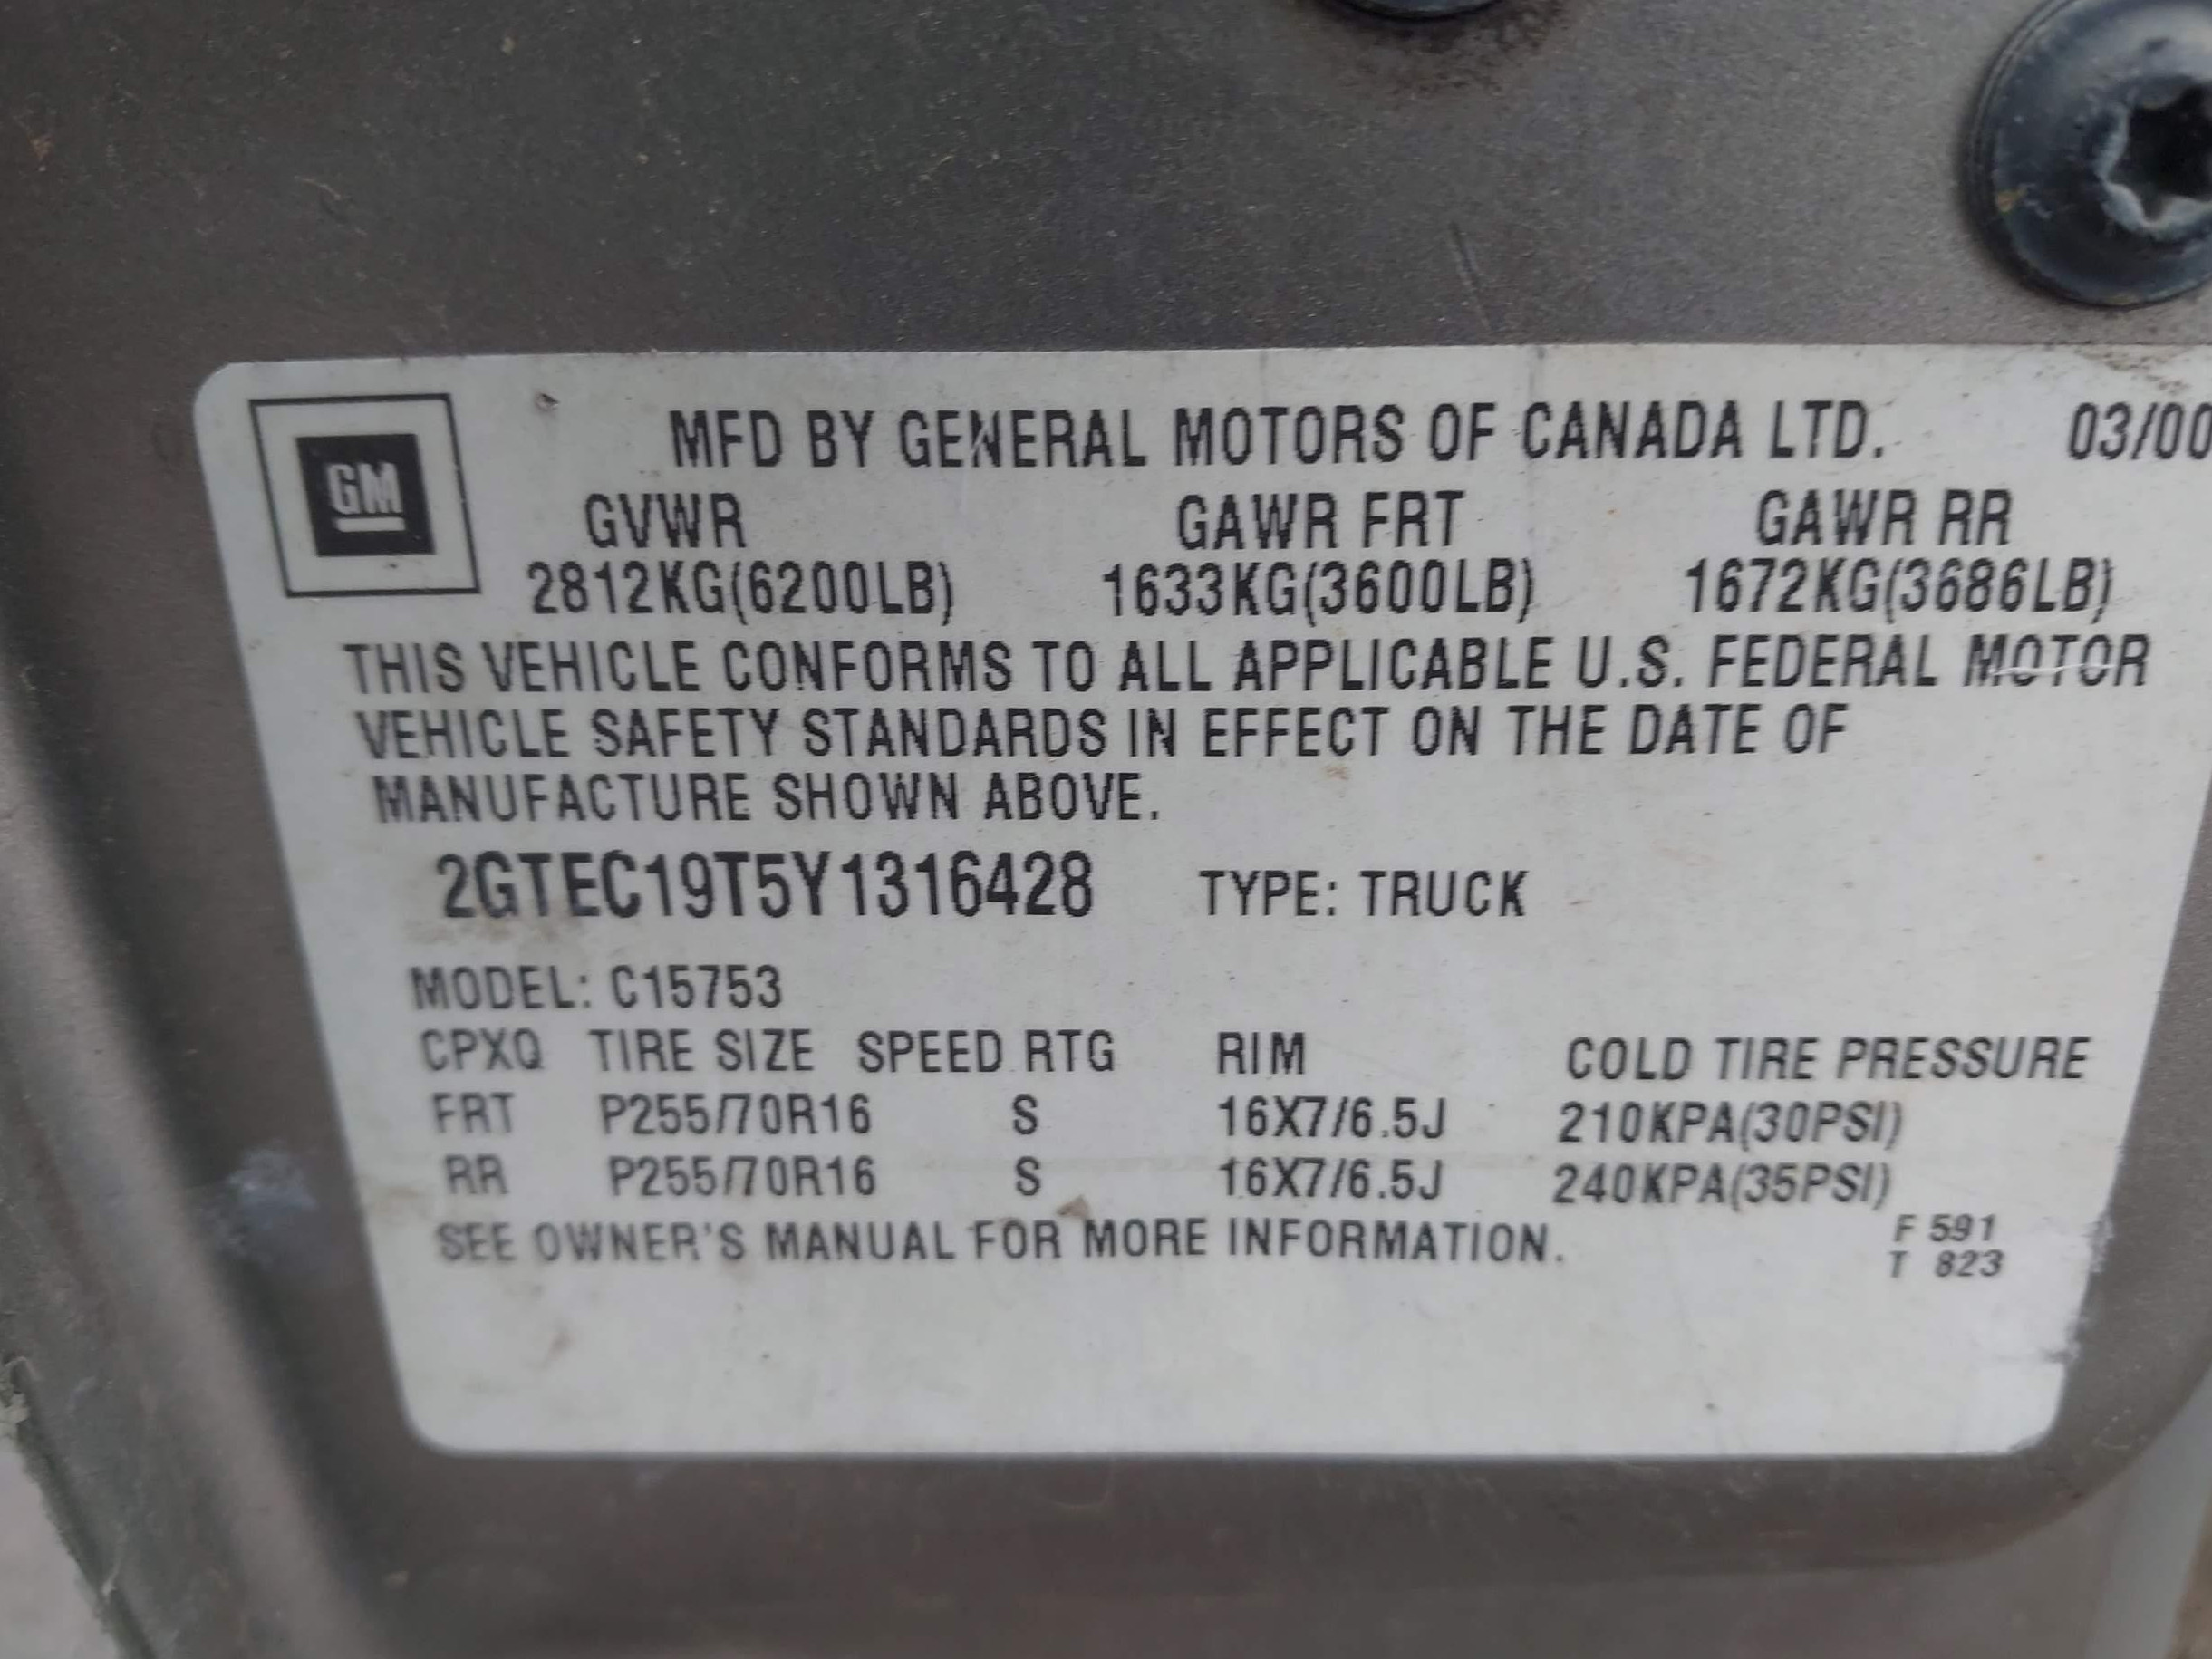 GM
MFD BY GENERAL MOTORS OF CANADA LTD. 03/00
GVWR GAWR FRT GAWR RR
2812KG(6200LB) 1633KG(3600LB) 1672KG(3686LB)
THIS VEHICLE CONFORMS TO ALL APPLICABLE U.S. FEDERAL MOTOR
VEHICLE SAFETY STANDARDS IN EFFECT ON THE DATE OF
MANUFACTURE SHOWN ABOVE.
2GTEC19T5Y1316428 TYPE: TRUCK
MODEL: C15753
CPXQ TIRE SIZE SPEED RTG RIM COLD TIRE PRESSURE
FRT P255/70R16 S 16X7/6.5J 210KPA(30PSI)
RR P255/70R16 S 16X7/6.5J 240KPA(35PSI)
SEE OWNER'S MANUAL FOR MORE INFORMATION. F 591
T 823